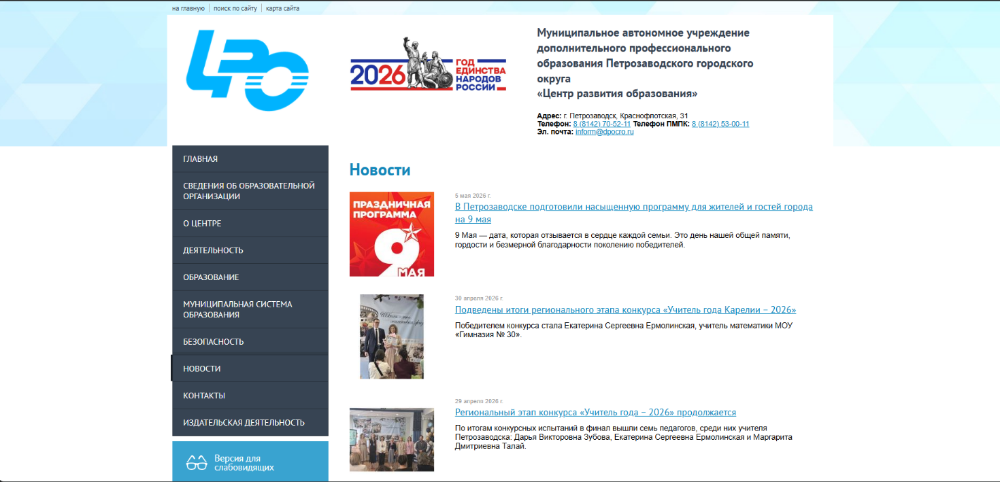 на главную
поиск по сайту
карта сайта
ЦРО
2026
ГОД
ЕДИНСТВА
НАРОДОВ
РОССИИ
Муниципальное автономное учреждение
дополнительного профессионального
образования Петрозаводского городского
округа
«Центр развития образования»
Адрес: г. Петрозаводск, Краснофлотская, 31
Телефон: 8 (8142) 70-52-11 Телефон ПМПК: 8 (8142) 53-00-11
Эл. почта: inform@dpocro.ru
ГЛАВНАЯ
СВЕДЕНИЯ ОБ ОБРАЗОВАТЕЛЬНОЙ
ОРГАНИЗАЦИИ
О ЦЕНТРЕ
ДЕЯТЕЛЬНОСТЬ
ОБРАЗОВАНИЕ
МУНИЦИПАЛЬНАЯ СИСТЕМА
ОБРАЗОВАНИЯ
БЕЗОПАСНОСТЬ
НОВОСТИ
КОНТАКТЫ
ИЗДАТЕЛЬСКАЯ ДЕЯТЕЛЬНОСТЬ
Версия для
слабовидящих
Новости
ПРАЗДНИЧНАЯ
ПРОГРАММА
9
МАЯ
5 мая 2026 г.
В Петрозаводске подготовили насыщенную программу для жителей и гостей города
на 9 мая
9 Мая — дата, которая отзывается в сердце каждой семьи. Это день нашей общей памяти,
гордости и безмерной благодарности поколению победителей.
30 апреля 2026 г.
Подведены итоги регионального этапа конкурса «Учитель года Карелии – 2026»
Победителем конкурса стала Екатерина Сергеевна Ермолинская, учитель математики МОУ
«Гимназия № 30».
29 апреля 2026 г.
Региональный этап конкурса «Учитель года – 2026» продолжается
По итогам конкурсных испытаний в финал вышли семь педагогов, среди них учителя
Петрозаводска: Дарья Викторовна Зубова, Екатерина Сергеевна Ермолинская и Маргарита
Дмитриевна Талай.